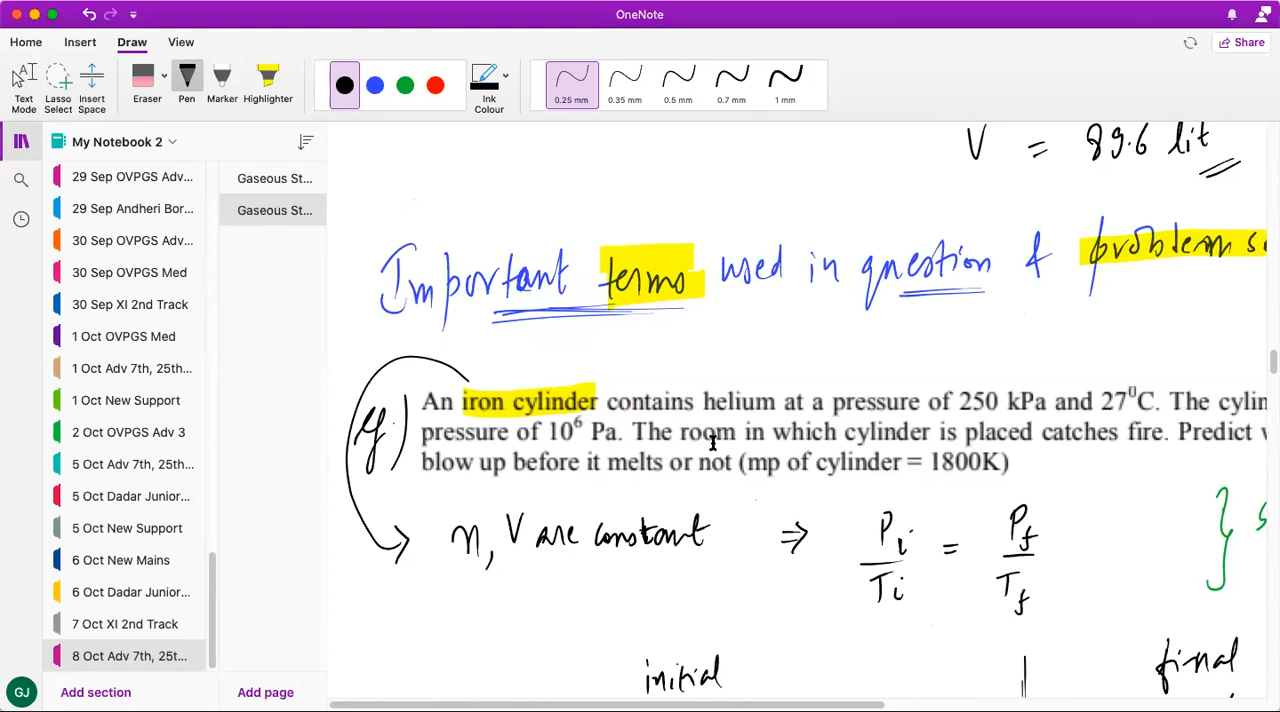 OneNote
Home Insert Draw View
Share
Text Mode
Lasso Select
Insert Space
Eraser
Pen
Marker
Highlighter
Ink Colour
0.25 mm
0.35 mm
0.5 mm
0.7 mm
1 mm
My Notebook 2
29 Sep OVPGS Adv...
29 Sep Andheri Bor...
30 Sep OVPGS Adv...
30 Sep OVPGS Med
30 Sep XI 2nd Track
1 Oct OVPGS Med
1 Oct Adv 7th, 25th...
1 Oct New Support
2 Oct OVPGS Adv 3
5 Oct Adv 7th, 25th...
5 Oct Dadar Junior...
5 Oct New Support
6 Oct New Mains
6 Oct Dadar Junior...
7 Oct XI 2nd Track
8 Oct Adv 7th, 25t...
GJ
Add section
Gaseous St...
Gaseous St...
Add page
V = 89.6 lit
Important terms used in question & problem s
eg.) An iron cylinder contains helium at a pressure of 250 kPa and 27⁰C. The cylin
pressure of 10⁶ Pa. The room in which cylinder is placed catches fire. Predict
blow up before it melts or not (mp of cylinder = 1800K)
→ n, V are constant ⇒ Pi/Ti = Pf/Tf }
initial final